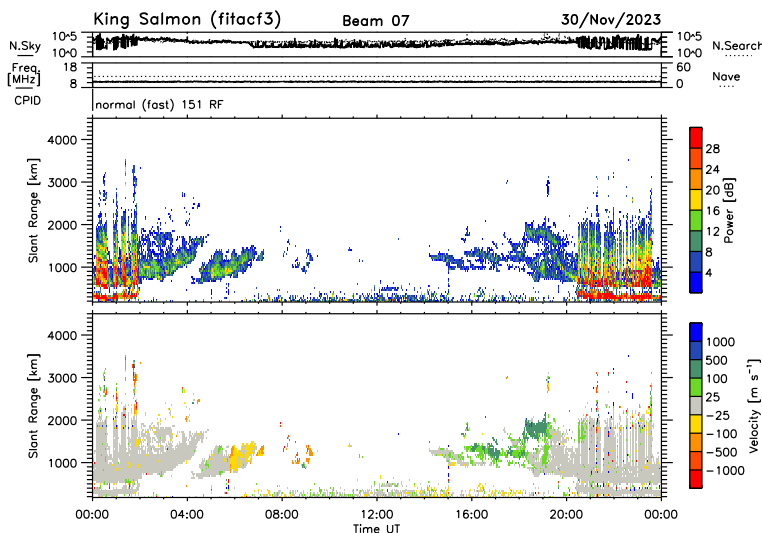 King Salmon (fitacf3) Beam 07 30/Nov/2023
N.Sky 10^5 10^0 10^5 10^0 N.Search
Freq. [MHz] 18 8 60 0 Nave
CPID normal (fast) 151 RF
Slant Range [km] 4000 3000 2000 1000
Power [dB] 28 24 20 16 12 8 4
Slant Range [km] 4000 3000 2000 1000
Velocity [m s⁻¹] 1000 500 100 25 −25 −100 −500 −1000
00:00 04:00 08:00 12:00 16:00 20:00 00:00
Time UT